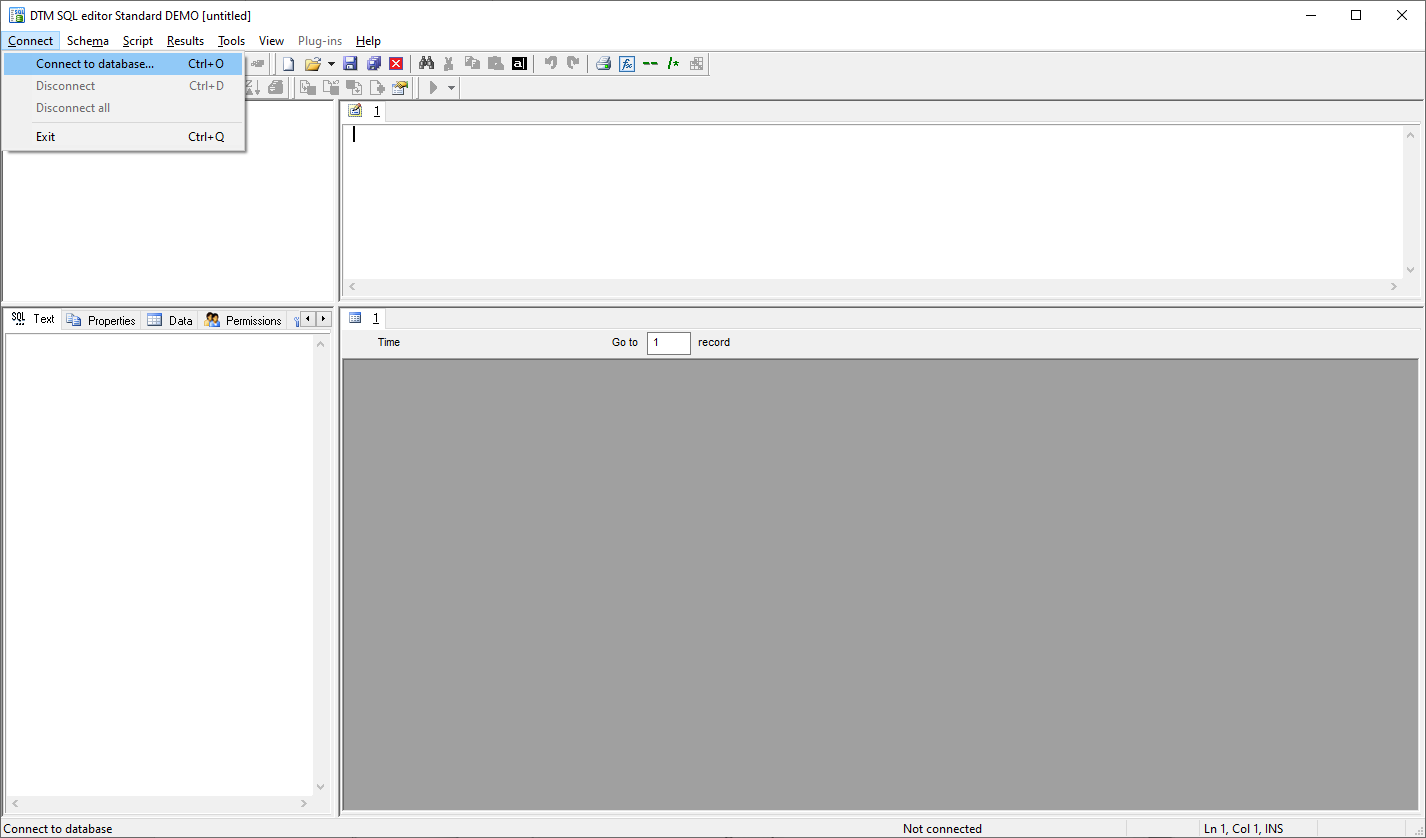 DTM SQL editor Standard DEMO [untitled]
Connect Schema Script Results Tools View Plug-ins Help
Connect to database... Ctrl+O
Disconnect Ctrl+D
Disconnect all
Exit Ctrl+Q
1
SQL Text Properties Data Permissions
1
Time Go to 1 record
Connect to database Not connected Ln 1, Col 1, INS